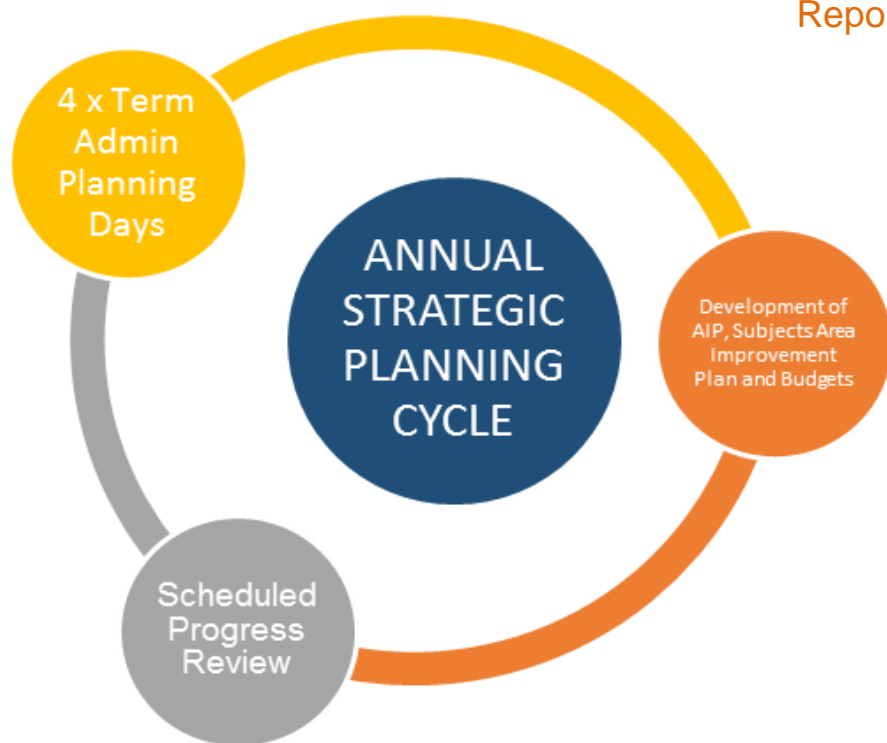 Repo
4 x Term
Admin
Planning
Days
ANNUAL
STRATEGIC
PLANNING
CYCLE
Development of
AIP, Subjects Area
Improvement
Plan and Budgets
Scheduled
Progress
Review